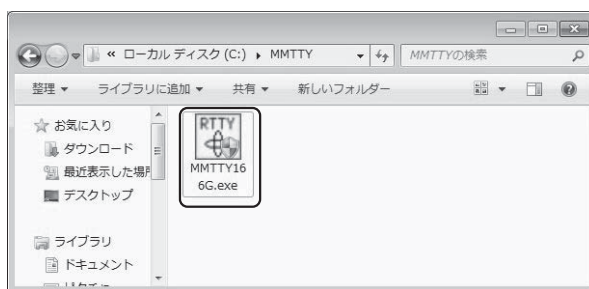 « ローカル ディスク (C:) ▸ MMTTY
MMTTYの検索
整理 ▼ ライブラリに追加 ▼ 共有 ▼ 新しいフォルダー
お気に入り
ダウンロード
最近表示した場所
デスクトップ
ライブラリ
ドキュメント
RTTY
MMTTY16
6G.exe